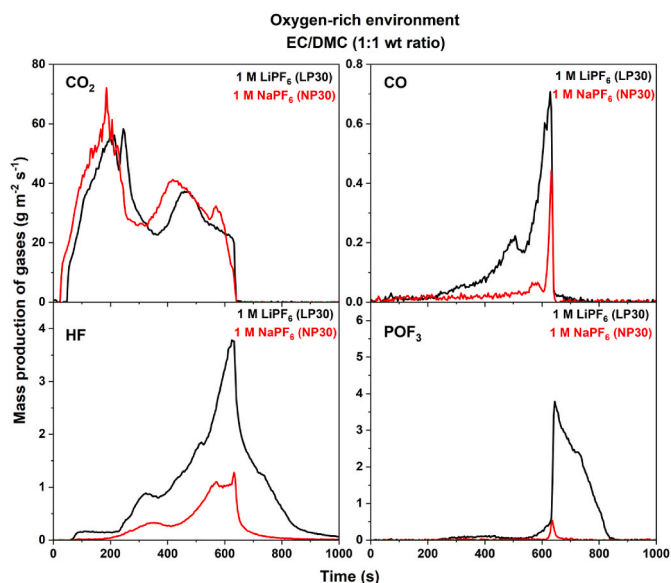 Oxygen-rich environment
EC/DMC (1:1 wt ratio)
Mass production of gases (g m⁻² s⁻¹)
80
60
40
20
0
CO₂
1 M LiPF₆ (LP30)
1 M NaPF₆ (NP30)
0.8
0.6
0.4
0.2
0.0
CO
1 M LiPF₆ (LP30)
1 M NaPF₆ (NP30)
4
3
2
1
0
HF
1 M LiPF₆ (LP30)
1 M NaPF₆ (NP30)
0 200 400 600 800 1000
6
5
4
3
2
1
0
POF₃
1 M LiPF₆ (LP30)
1 M NaPF₆ (NP30)
0 200 400 600 800 1000
Time (s)